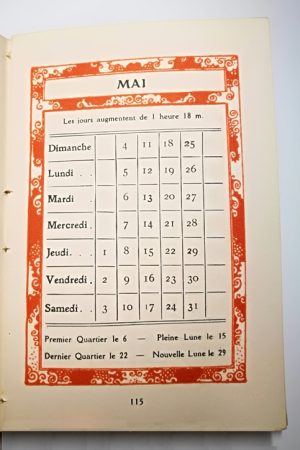 MAI
Les jours augmentent de 1 heure 18 m.
Dimanche 4 11 18 25
Lundi . . 5 12 19 26
Mardi . 6 13 20 27
Mercredi . 7 14 21 28
Jeudi. . 1 8 15 22 29
Vendredi . 2 9 16 23 30
Samedi . . 3 10 17 24 31
Premier Quartier le 6 — Pleine Lune le 15
Dernier Quartier le 22 — Nouvelle Lune le 29
115